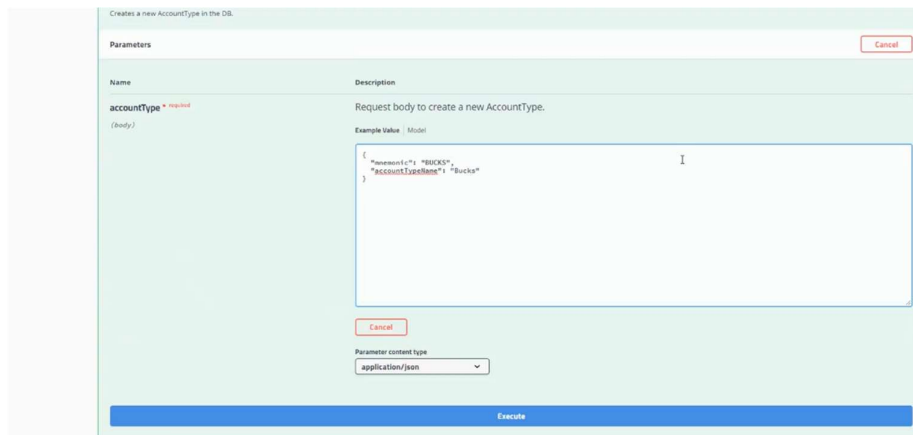 Creates a new AccountType in the DB.
Parameters
Cancel
Name
Description
accountType * required
(body)
Request body to create a new AccountType.
Example Value | Model
{
"mnemonic": "BUCKS",
"accountTypeName": "Bucks"
}
Cancel
Parameter content type
application/json
Execute